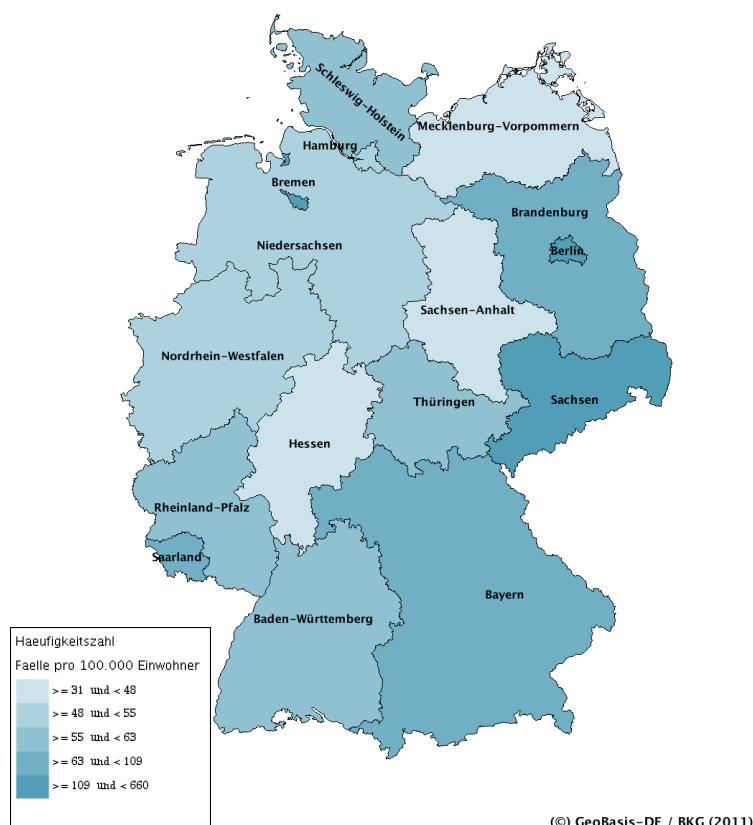 Schleswig-Holstein
Mecklenburg-Vorpommern
Hamburg
Bremen
Brandenburg
Niedersachsen
Berlin
Sachsen-Anhalt
Nordrhein-Westfalen
Thüringen
Sachsen
Hessen
Rheinland-Pfalz
Saarland
Bayern
Baden-Württemberg
Haeufigkeitszahl
Faelle pro 100.000 Einwohner
>= 31 und < 48
>= 48 und < 55
>= 55 und < 63
>= 63 und < 109
>= 109 und < 660
(©) GeoBasis-DE / BKG (2011)